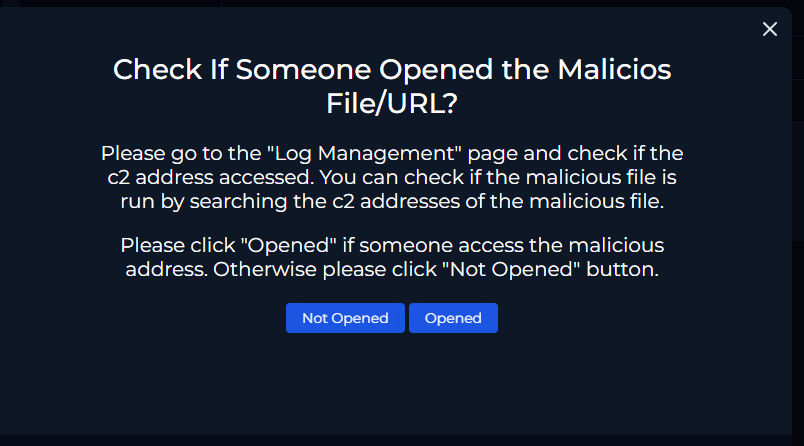 Check If Someone Opened the Malicios
File/URL?
Please go to the "Log Management" page and check if the
c2 address accessed. You can check if the malicious file is
run by searching the c2 addresses of the malicious file.
Please click "Opened" if someone access the malicious
address. Otherwise please click "Not Opened" button.
Not Opened Opened